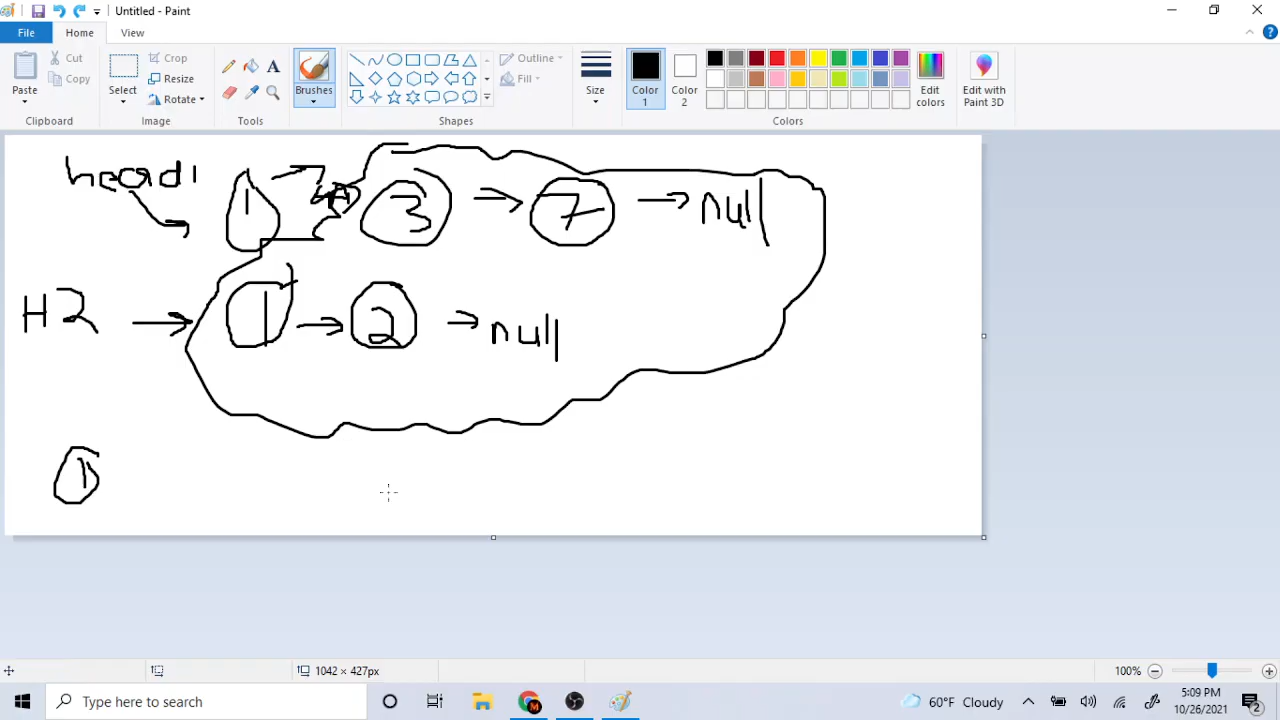 Untitled - Paint
File Home View
Paste Cut Copy
Clipboard
Select Crop Resize Rotate
Image
Tools
Brushes
Outline Fill
Shapes
Size
Color 1 Color 2
Edit colors
Colors
Edit with Paint 3D
head1
1 3 7 null
H2 1' 2 null
1
1042 × 427px
100%
Type here to search
60°F Cloudy
5:09 PM
10/26/2021
2